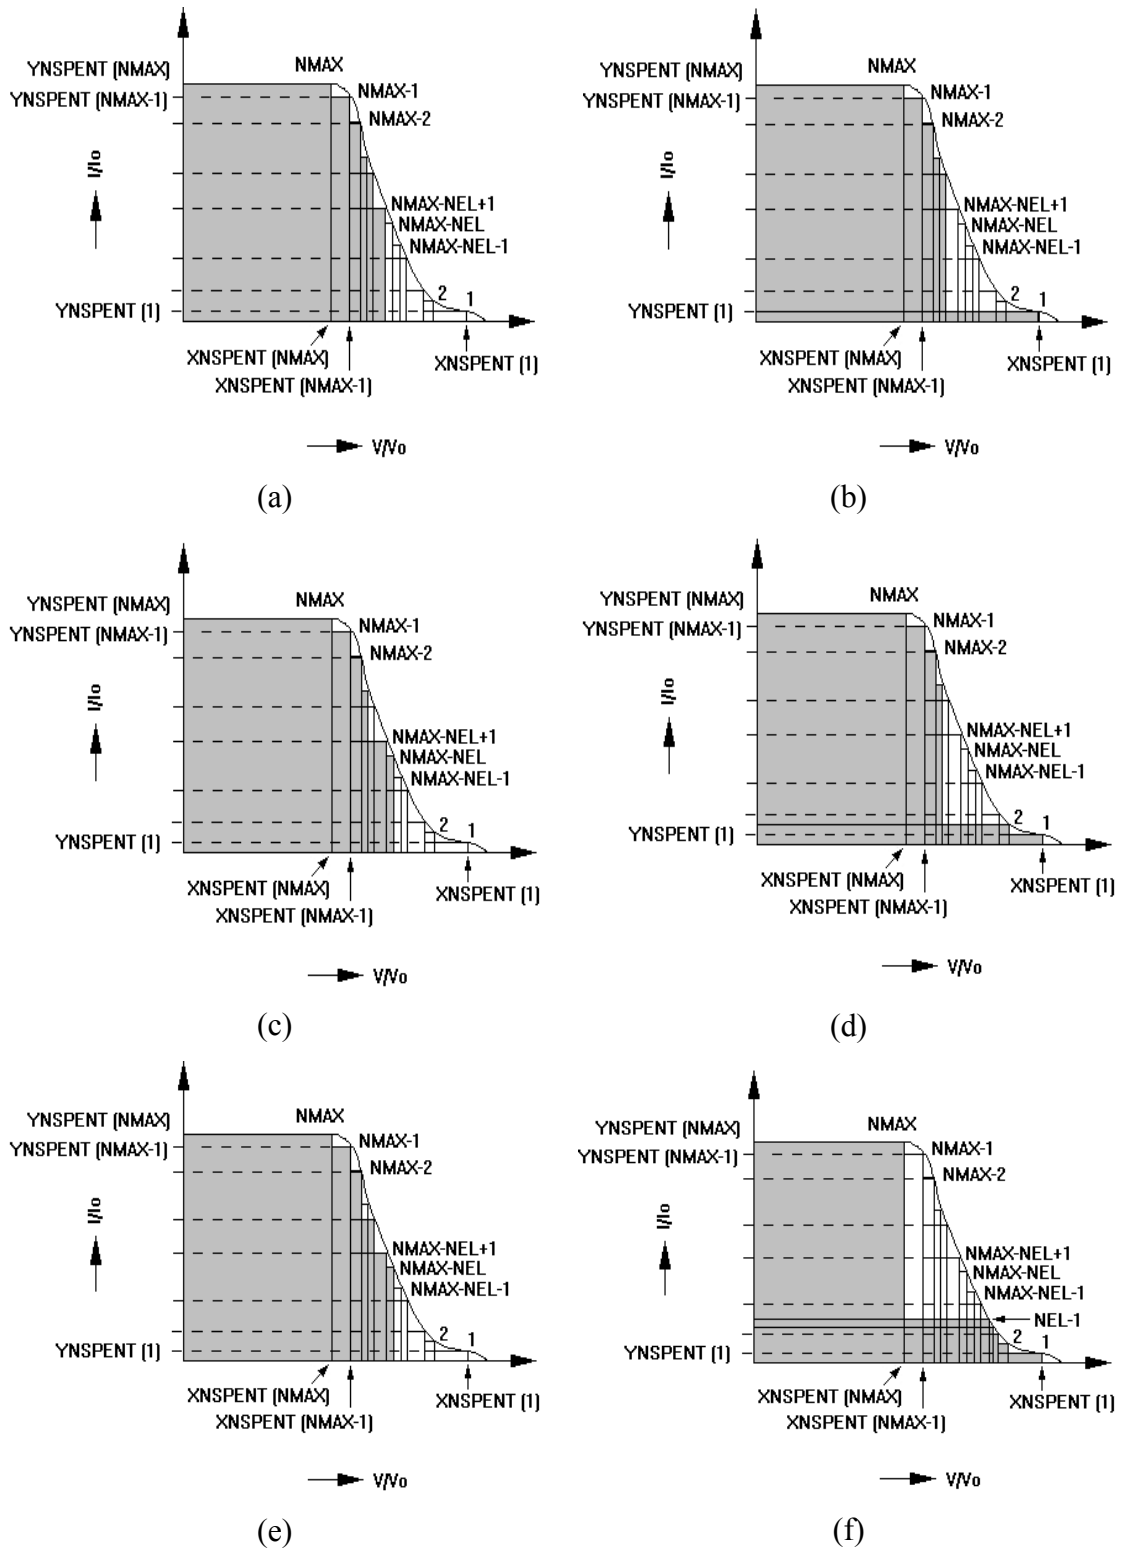 NMAX
YNSPENT (NMAX)
NMAX-1
YNSPENT (NMAX-1)
NMAX-2
I/Io
NMAX-NEL+1
NMAX-NEL
NMAX-NEL-1
2
1
YNSPENT (1)
XNSPENT (NMAX)
XNSPENT (1)
XNSPENT (NMAX-1)
V/Vo
(a)
NMAX
YNSPENT (NMAX)
NMAX-1
YNSPENT (NMAX-1)
NMAX-2
I/Io
NMAX-NEL+1
NMAX-NEL
NMAX-NEL-1
2
1
YNSPENT (1)
XNSPENT (NMAX)
XNSPENT (1)
XNSPENT (NMAX-1)
V/Vo
(b)
NMAX
YNSPENT (NMAX)
NMAX-1
YNSPENT (NMAX-1)
NMAX-2
I/Io
NMAX-NEL+1
NMAX-NEL
NMAX-NEL-1
2
1
YNSPENT (1)
XNSPENT (NMAX)
XNSPENT (1)
XNSPENT (NMAX-1)
V/Vo
(c)
NMAX
YNSPENT (NMAX)
NMAX-1
YNSPENT (NMAX-1)
NMAX-2
I/Io
NMAX-NEL+1
NMAX-NEL
NMAX-NEL-1
2
1
YNSPENT (1)
XNSPENT (NMAX)
XNSPENT (1)
XNSPENT (NMAX-1)
V/Vo
(d)
NMAX
YNSPENT (NMAX)
NMAX-1
YNSPENT (NMAX-1)
NMAX-2
I/Io
NMAX-NEL+1
NMAX-NEL
NMAX-NEL-1
2
1
YNSPENT (1)
XNSPENT (NMAX)
XNSPENT (1)
XNSPENT (NMAX-1)
V/Vo
(e)
NMAX
YNSPENT (NMAX)
NMAX-1
YNSPENT (NMAX-1)
NMAX-2
I/Io
NMAX-NEL+1
NMAX-NEL
NMAX-NEL-1
NEL-1
2
1
YNSPENT (1)
XNSPENT (NMAX)
XNSPENT (1)
XNSPENT (NMAX-1)
V/Vo
(f)